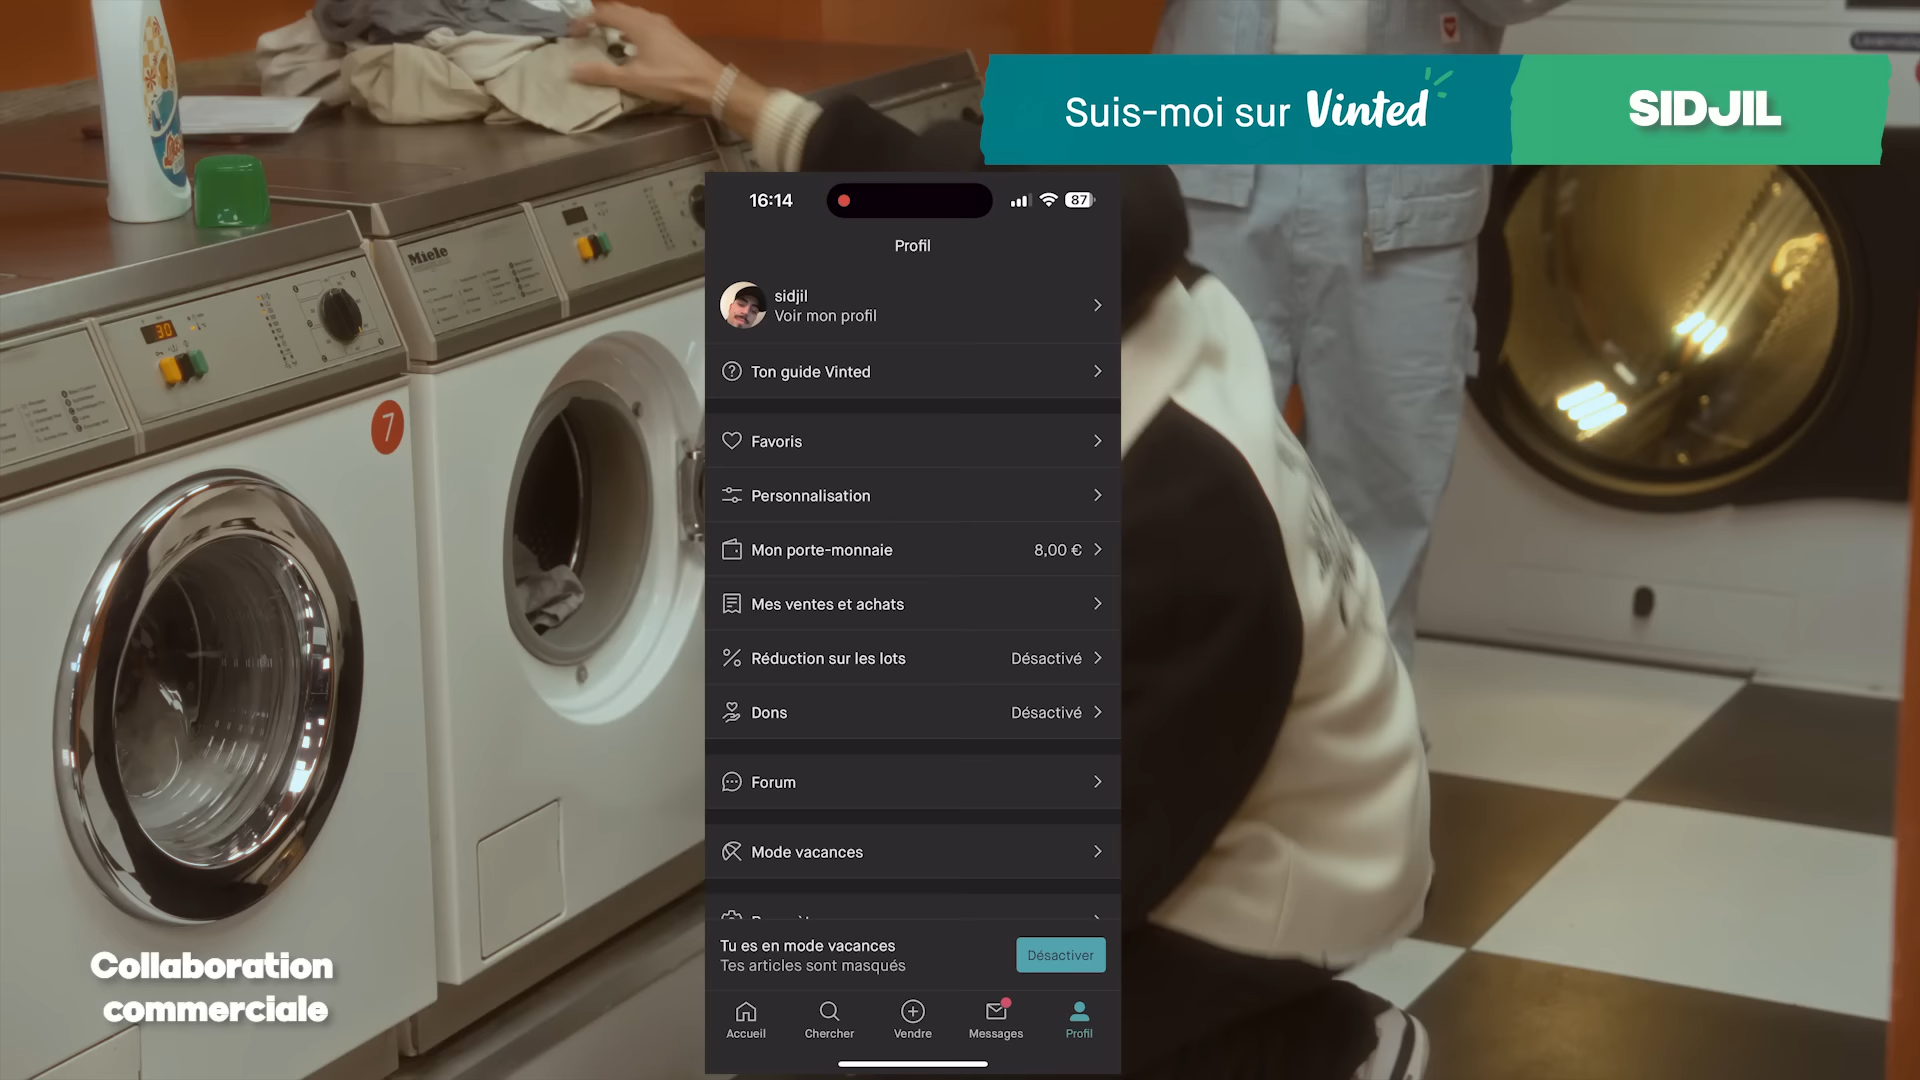 Suis-moi sur Vinted
SIDJIL
16:14
87
Profil
sidjil
Voir mon profil
Ton guide Vinted
Favoris
Personnalisation
Mon porte-monnaie 8,00 €
Mes ventes et achats
Réduction sur les lots Désactivé
Dons Désactivé
Forum
Mode vacances
Tu es en mode vacances
Tes articles sont masqués
Désactiver
Accueil
Chercher
Vendre
Messages
Profil
Miele
30
7
Collaboration
commerciale